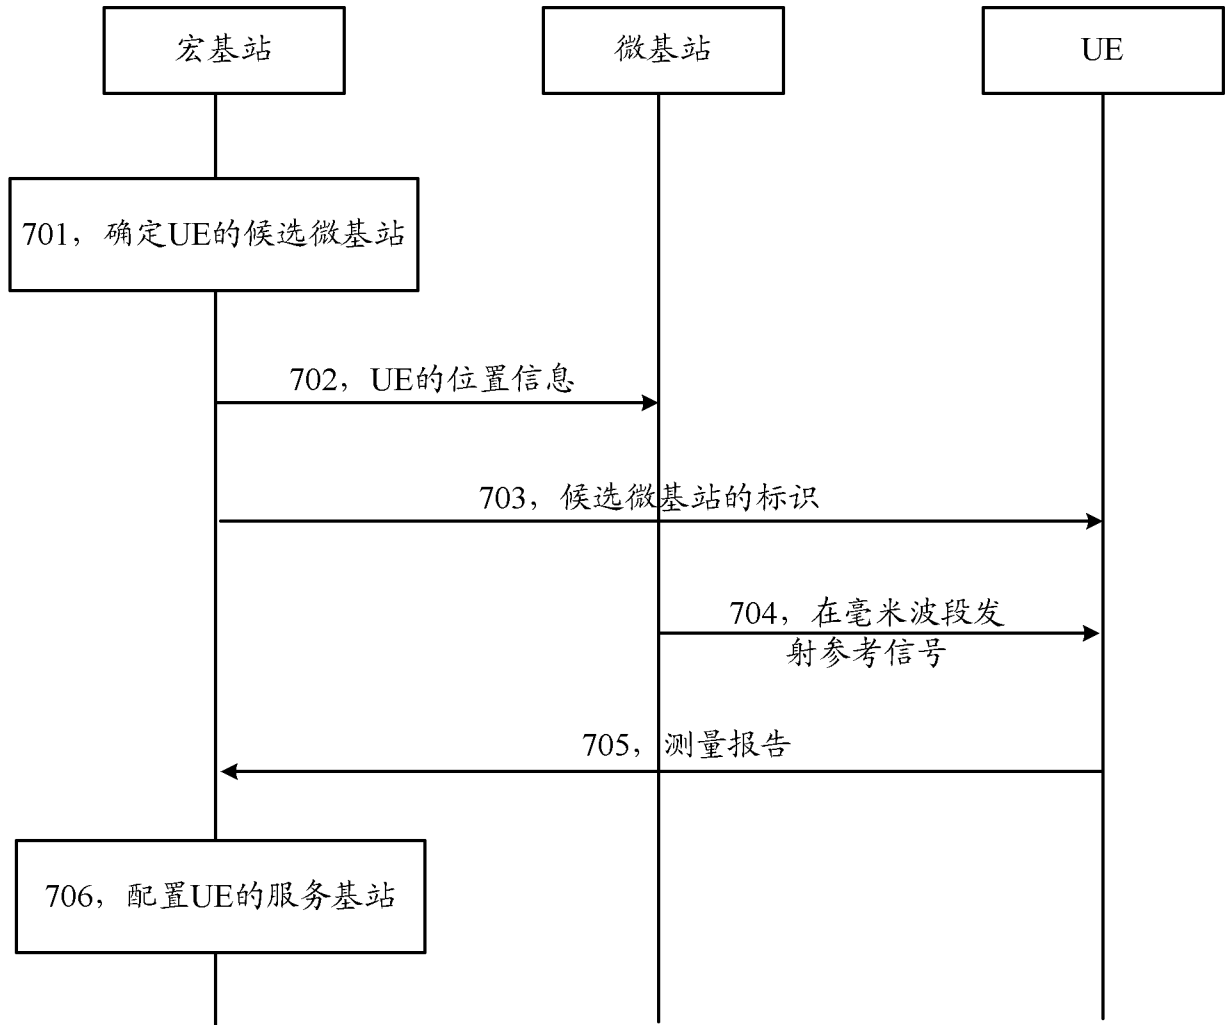 宏基站
微基站
UE
701，确定UE的候选微基站
702，UE的位置信息
703，候选微基站的标识
704，在毫米波段发
射参考信号
705，测量报告
706，配置UE的服务基站